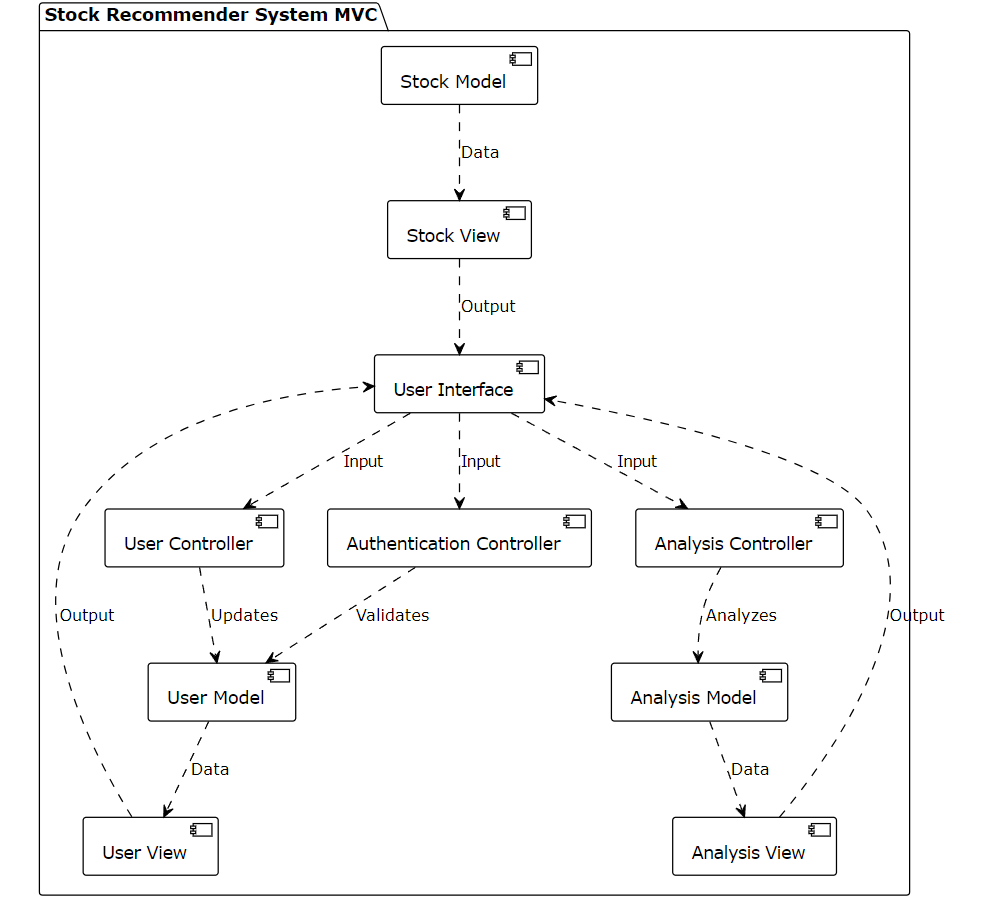 Stock Recommender System MVC
Stock Model
Data
Stock View
Output
User Interface
Input
Input
Input
User Controller
Authentication Controller
Analysis Controller
Output
Updates
Validates
Analyzes
Output
User Model
Analysis Model
Data
Data
User View
Analysis View